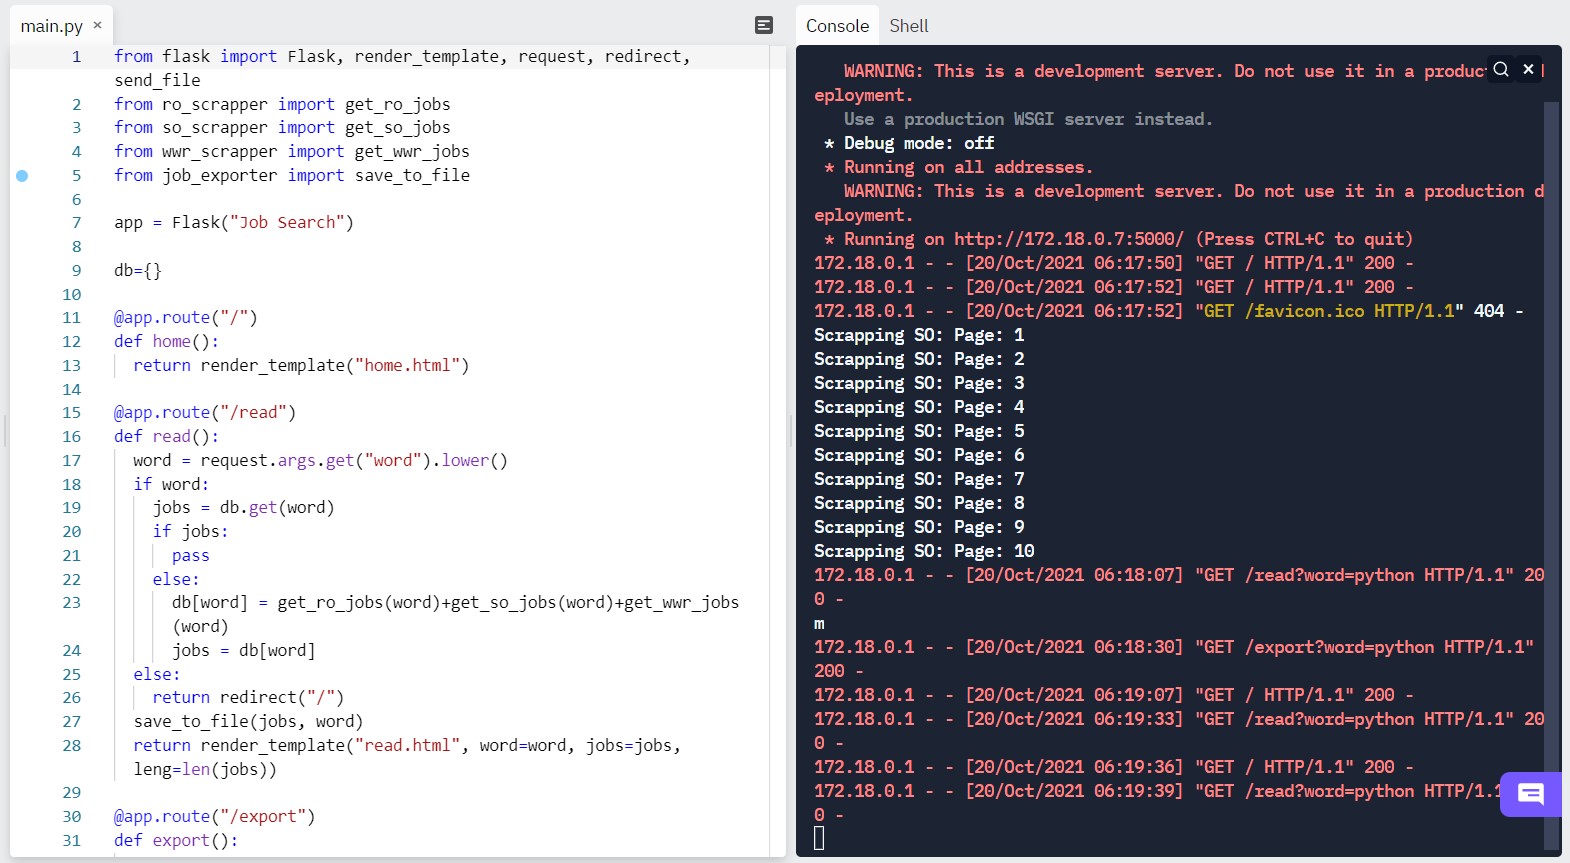 main.py ×
1 from flask import Flask, render_template, request, redirect,
send_file
2 from ro_scrapper import get_ro_jobs
3 from so_scrapper import get_so_jobs
4 from wwr_scrapper import get_wwr_jobs
5 from job_exporter import save_to_file
6
7 app = Flask("Job Search")
8
9 db={}
10
11 @app.route("/")
12 def home():
13 return render_template("home.html")
14
15 @app.route("/read")
16 def read():
17 word = request.args.get("word").lower()
18 if word:
19 jobs = db.get(word)
20 if jobs:
21 pass
22 else:
23 db[word] = get_ro_jobs(word)+get_so_jobs(word)+get_wwr_jobs
(word)
24 jobs = db[word]
25 else:
26 return redirect("/")
27 save_to_file(jobs, word)
28 return render_template("read.html", word=word, jobs=jobs,
leng=len(jobs))
29
30 @app.route("/export")
31 def export():
Console Shell
WARNING: This is a development server. Do not use it in a produc
eployment.
Use a production WSGI server instead.
* Debug mode: off
* Running on all addresses.
WARNING: This is a development server. Do not use it in a production d
eployment.
* Running on http://172.18.0.7:5000/ (Press CTRL+C to quit)
172.18.0.1 - - [20/Oct/2021 06:17:50] "GET / HTTP/1.1" 200 -
172.18.0.1 - - [20/Oct/2021 06:17:52] "GET / HTTP/1.1" 200 -
172.18.0.1 - - [20/Oct/2021 06:17:52] "GET /favicon.ico HTTP/1.1" 404 -
Scrapping SO: Page: 1
Scrapping SO: Page: 2
Scrapping SO: Page: 3
Scrapping SO: Page: 4
Scrapping SO: Page: 5
Scrapping SO: Page: 6
Scrapping SO: Page: 7
Scrapping SO: Page: 8
Scrapping SO: Page: 9
Scrapping SO: Page: 10
172.18.0.1 - - [20/Oct/2021 06:18:07] "GET /read?word=python HTTP/1.1" 20
0 -
m
172.18.0.1 - - [20/Oct/2021 06:18:30] "GET /export?word=python HTTP/1.1"
200 -
172.18.0.1 - - [20/Oct/2021 06:19:07] "GET / HTTP/1.1" 200 -
172.18.0.1 - - [20/Oct/2021 06:19:33] "GET /read?word=python HTTP/1.1" 20
0 -
172.18.0.1 - - [20/Oct/2021 06:19:36] "GET / HTTP/1.1" 200 -
172.18.0.1 - - [20/Oct/2021 06:19:39] "GET /read?word=python HTTP/1.1
0 -